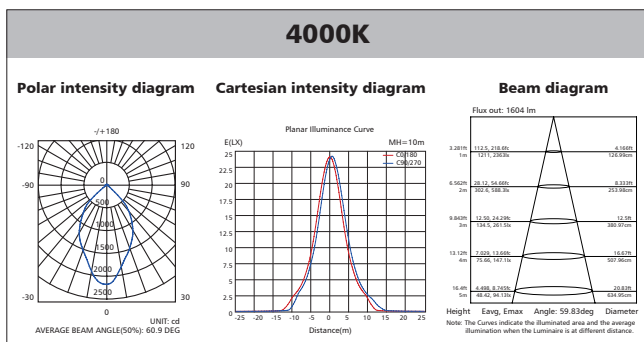 4000K
Polar intensity diagram
Cartesian intensity diagram
Beam diagram
-/+180
-120
120
-90
90
0
500
1000
1500
2000
2500
-30
30
0
UNIT: cd
AVERAGE BEAM ANGLE(50%): 60.9 DEG
Planar Illuminance Curve
E(LX)
MH=10m
C0/180
C90/270
25
22.5
20
17.5
15
12.5
10
7.5
5
2.5
0
-25 -20 -15 -10 -5 0 5 10 15 20 25
Distance(m)
Flux out: 1604 lm
3.281ft 112.5, 218.6fc 4.166ft
1m 1211, 2363lx 126.99cm
6.562ft 28.12, 54.66fc 8.333ft
2m 302.6, 588.3lx 253.98cm
9.843ft 12.50, 24.29fc 12.5ft
3m 134.5, 261.5lx 380.97cm
13.12ft 7.029, 13.66fc 16.67ft
4m 75.66, 147.1lx 507.96cm
16.4ft 4.498, 8.745fc 20.83ft
5m 48.42, 94.13lx 634.95cm
Height Eavg, Emax Angle: 59.83deg Diameter
Note: The Curves indicate the illuminated area and the average
illumination when the Luminaire is at different distance.